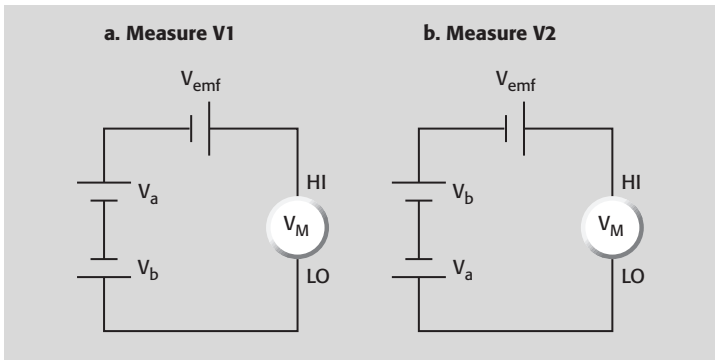 a. Measure V1
b. Measure V2
Vemf
Vemf
Va
HI
VM
Vb
LO
Vb
HI
VM
Va
LO